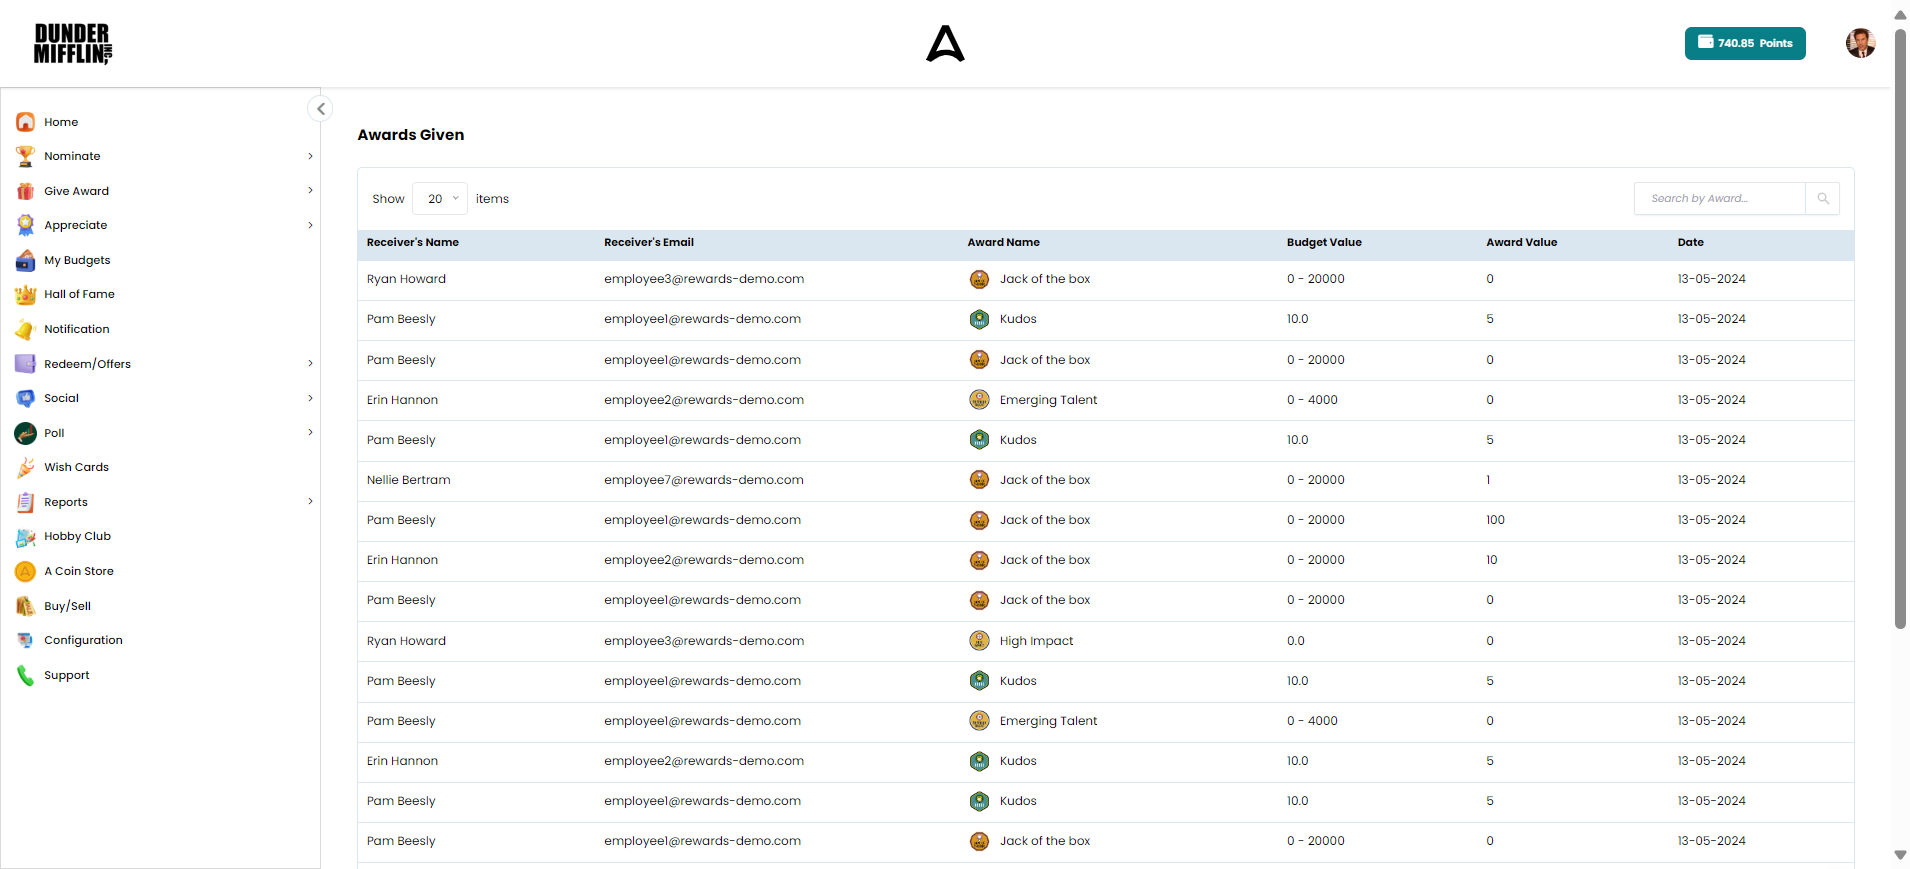 DUNDER
MIFFLIN, INC.
740.85 Points
Home
Nominate
Give Award
Appreciate
My Budgets
Hall of Fame
Notification
Redeem/Offers
Social
Poll
Wish Cards
Reports
Hobby Club
A Coin Store
Buy/Sell
Configuration
Support
Awards Given
Show 20 items
Search by Award...
Receiver's Name Receiver's Email Award Name Budget Value Award Value Date
Ryan Howard employee3@rewards-demo.com Jack of the box 0 - 20000 0 13-05-2024
Pam Beesly employee1@rewards-demo.com Kudos 10.0 5 13-05-2024
Pam Beesly employee1@rewards-demo.com Jack of the box 0 - 20000 0 13-05-2024
Erin Hannon employee2@rewards-demo.com Emerging Talent 0 - 4000 0 13-05-2024
Pam Beesly employee1@rewards-demo.com Kudos 10.0 5 13-05-2024
Nellie Bertram employee7@rewards-demo.com Jack of the box 0 - 20000 1 13-05-2024
Pam Beesly employee1@rewards-demo.com Jack of the box 0 - 20000 100 13-05-2024
Erin Hannon employee2@rewards-demo.com Jack of the box 0 - 20000 10 13-05-2024
Pam Beesly employee1@rewards-demo.com Jack of the box 0 - 20000 0 13-05-2024
Ryan Howard employee3@rewards-demo.com High Impact 0.0 0 13-05-2024
Pam Beesly employee1@rewards-demo.com Kudos 10.0 5 13-05-2024
Pam Beesly employee1@rewards-demo.com Emerging Talent 0 - 4000 0 13-05-2024
Erin Hannon employee2@rewards-demo.com Kudos 10.0 5 13-05-2024
Pam Beesly employee1@rewards-demo.com Kudos 10.0 5 13-05-2024
Pam Beesly employee1@rewards-demo.com Jack of the box 0 - 20000 0 13-05-2024